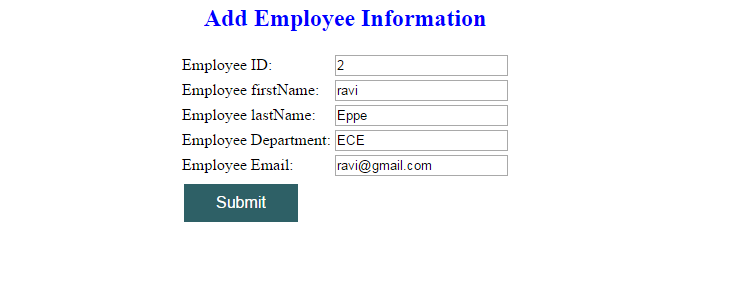 Add Employee Information
Employee ID: 2
Employee firstName: ravi
Employee lastName: Eppe
Employee Department: ECE
Employee Email: ravi@gmail.com
Submit